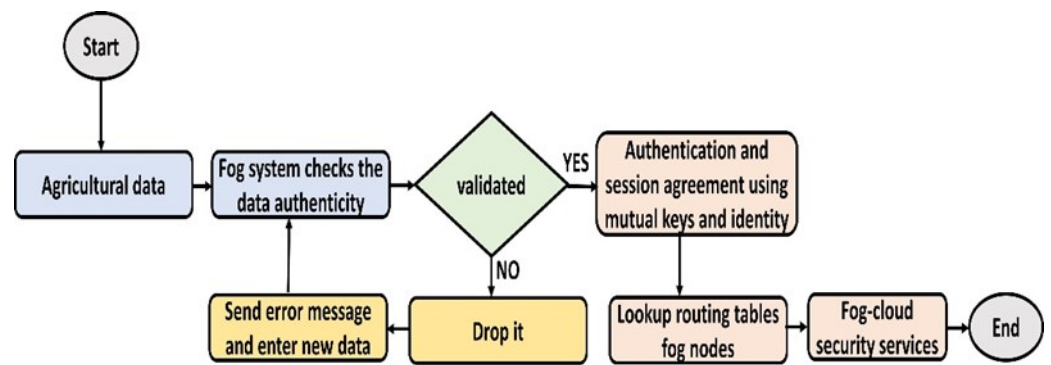 Start
Agricultural data
Fog system checks the
data authenticity
validated
YES
Authentication and
session agreement using
mutual keys and identity
NO
Send error message
and enter new data
Drop it
Lookup routing tables
fog nodes
Fog-cloud
security services
End